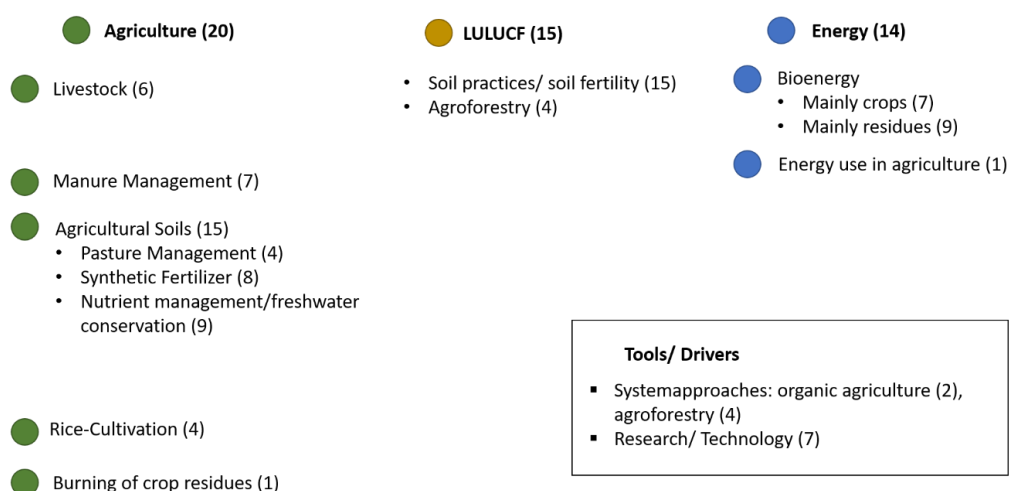 Agriculture (20)
Livestock (6)
Manure Management (7)
Agricultural Soils (15)
• Pasture Management (4)
• Synthetic Fertilizer (8)
• Nutrient management/freshwater
conservation (9)
Rice-Cultivation (4)
Burning of crop residues (1)
LULUCF (15)
• Soil practices/ soil fertility (15)
• Agroforestry (4)
Energy (14)
Bioenergy
• Mainly crops (7)
• Mainly residues (9)
Energy use in agriculture (1)
Tools/ Drivers
▪ Systemapproaches: organic agriculture (2),
agroforestry (4)
▪ Research/ Technology (7)